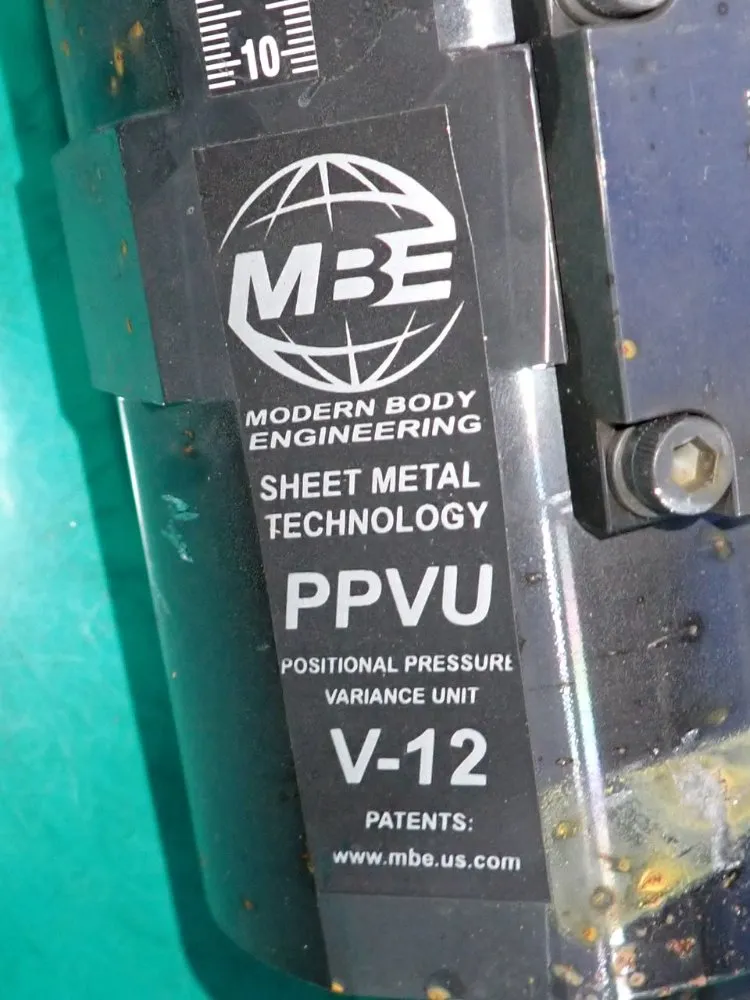 10
MBE
MODERN BODY
ENGINEERING
SHEET METAL
TECHNOLOGY
PPVU
POSITIONAL PRESSURE
VARIANCE UNIT
V-12
PATENTS:
www.mbe.us.com